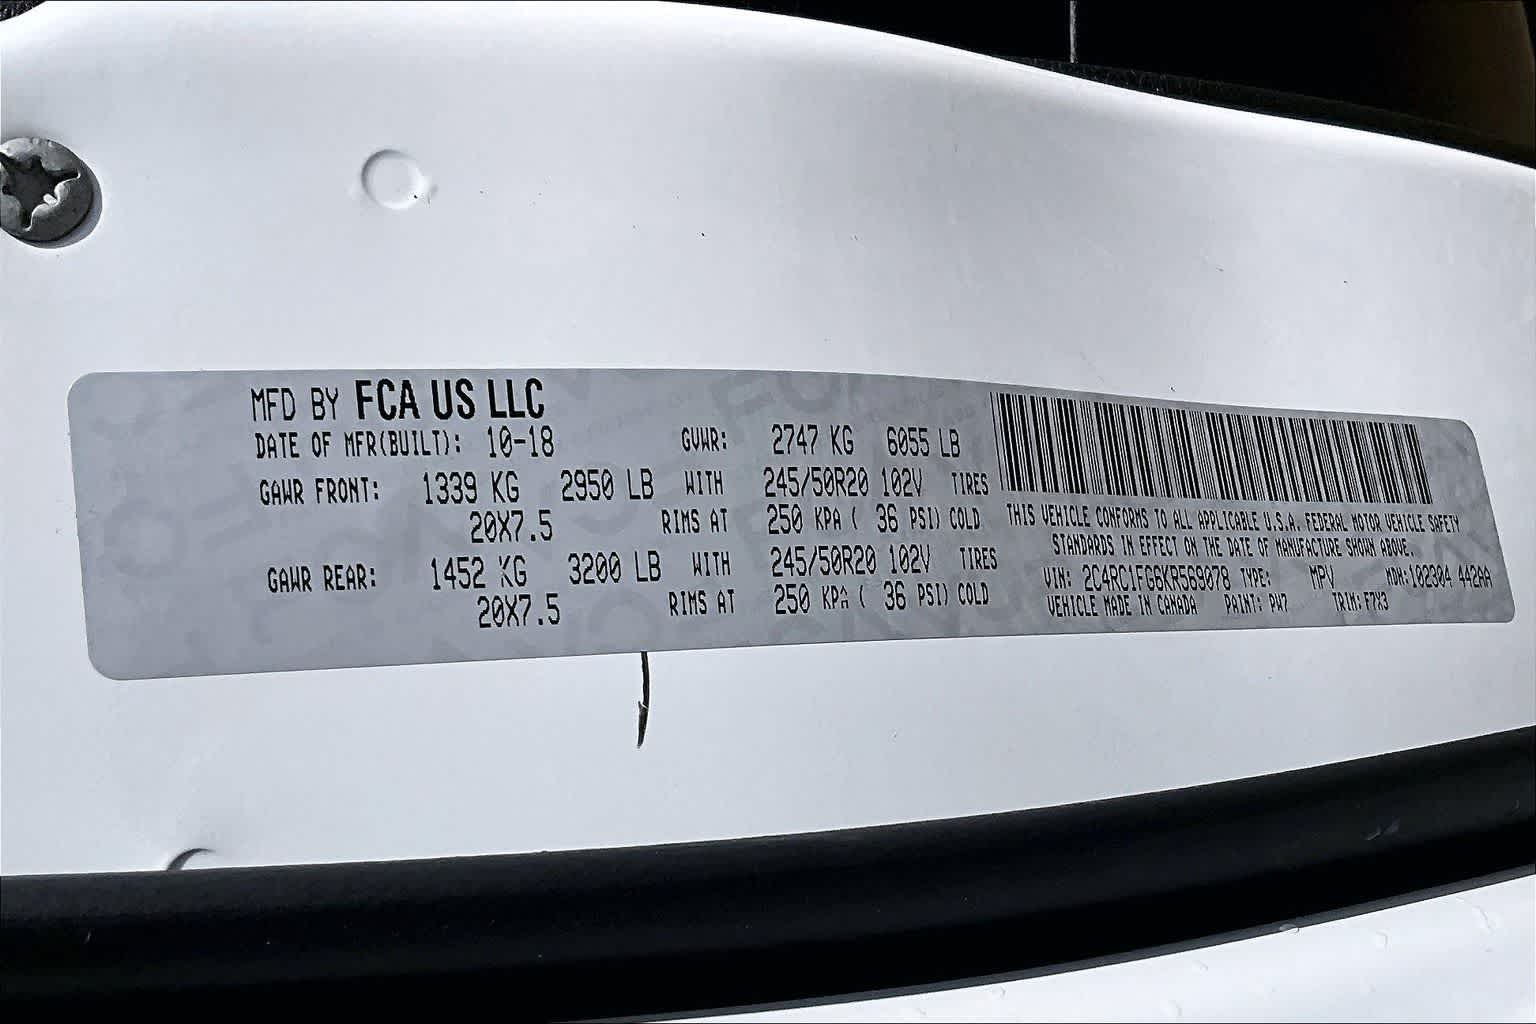 MFD BY FCA US LLC
DATE OF MFR(BUILT): 10-18 GVWR: 2747 KG 6055 LB
GAWR FRONT: 1339 KG 2950 LB WITH 245/50R20 102V TIRES
20X7.5 RIMS AT 250 KPA ( 36 PSI) COLD
GAWR REAR: 1452 KG 3200 LB WITH 245/50R20 102V TIRES
20X7.5 RIMS AT 250 KPA ( 36 PSI) COLD
THIS VEHICLE CONFORMS TO ALL APPLICABLE U.S.A. FEDERAL MOTOR VEHICLE SAFETY
STANDARDS IN EFFECT ON THE DATE OF MANUFACTURE SHOWN ABOVE.
VIN: 2C4RC1FG6KR569078 TYPE: MPV MDH:102304 442AA
VEHICLE MADE IN CANADA PAINT: PW7 TRIM: F7X3